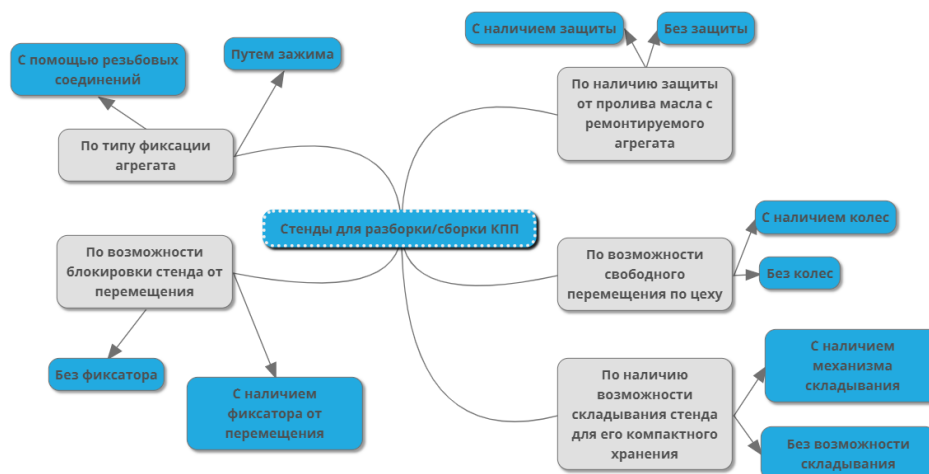 С наличием защиты
Без защиты
С помощью резьбовых
соединений
Путем зажима
По наличию защиты
от пролива масла с
ремонтируемого
агрегата
По типу фиксации
агрегата
Стенды для разборки/сборки КПП
С наличием колес
По возможности
блокировки стенда от
перемещения
По возможности
свободного
перемещения по цеху
Без колес
С наличием
механизма
складывания
Без фиксатора
С наличием
фиксатора от
перемещения
По наличию
возможности
складывания стенда
для его компактного
хранения
Без возможности
складывания